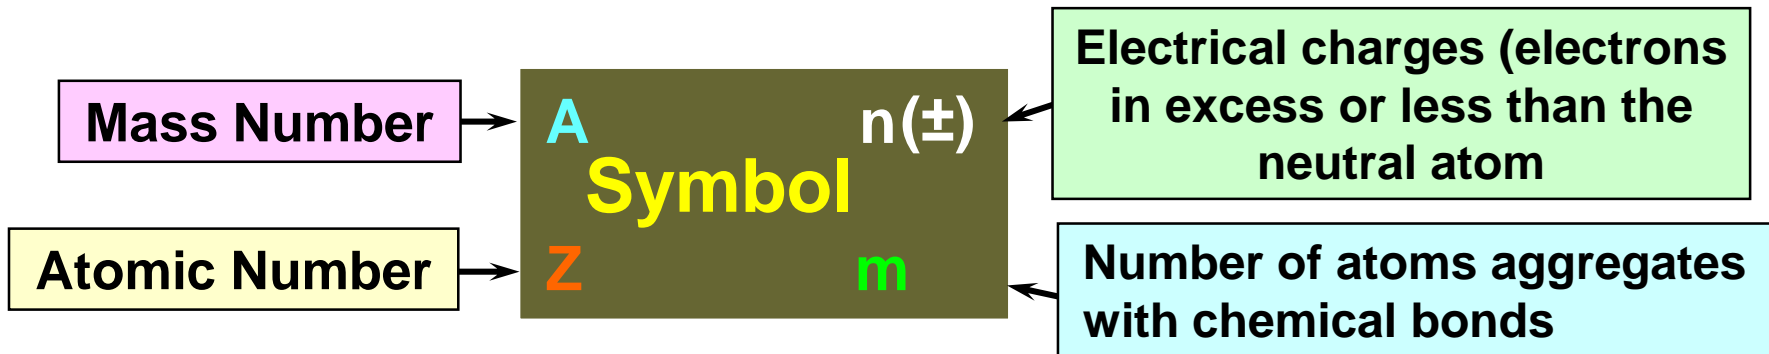 Mass Number
Atomic Number
A
n(±)
Symbol
Z
m
Electrical charges (electrons
in excess or less than the
neutral atom
Number of atoms aggregates
with chemical bonds